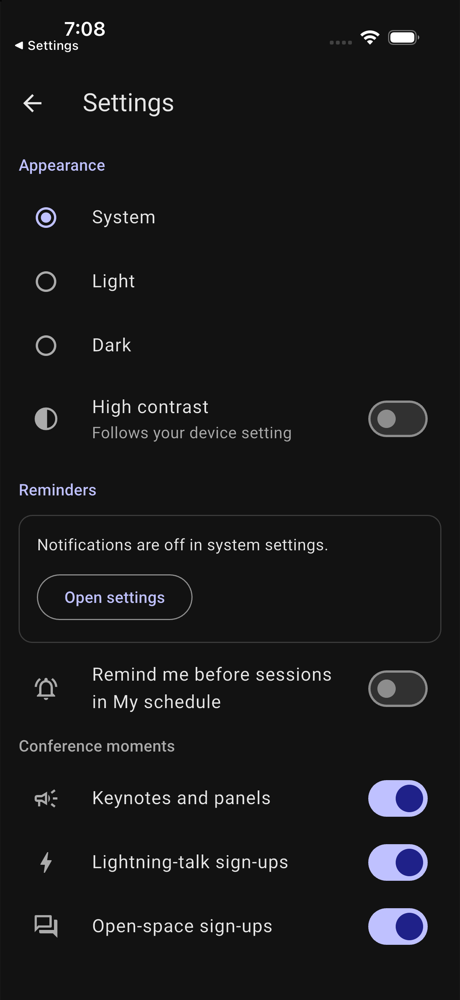 7:08
◀ Settings
Settings
Appearance
System
Light
Dark
High contrast
Follows your device setting
Reminders
Notifications are off in system settings.
Open settings
Remind me before sessions
in My schedule
Conference moments
Keynotes and panels
Lightning-talk sign-ups
Open-space sign-ups